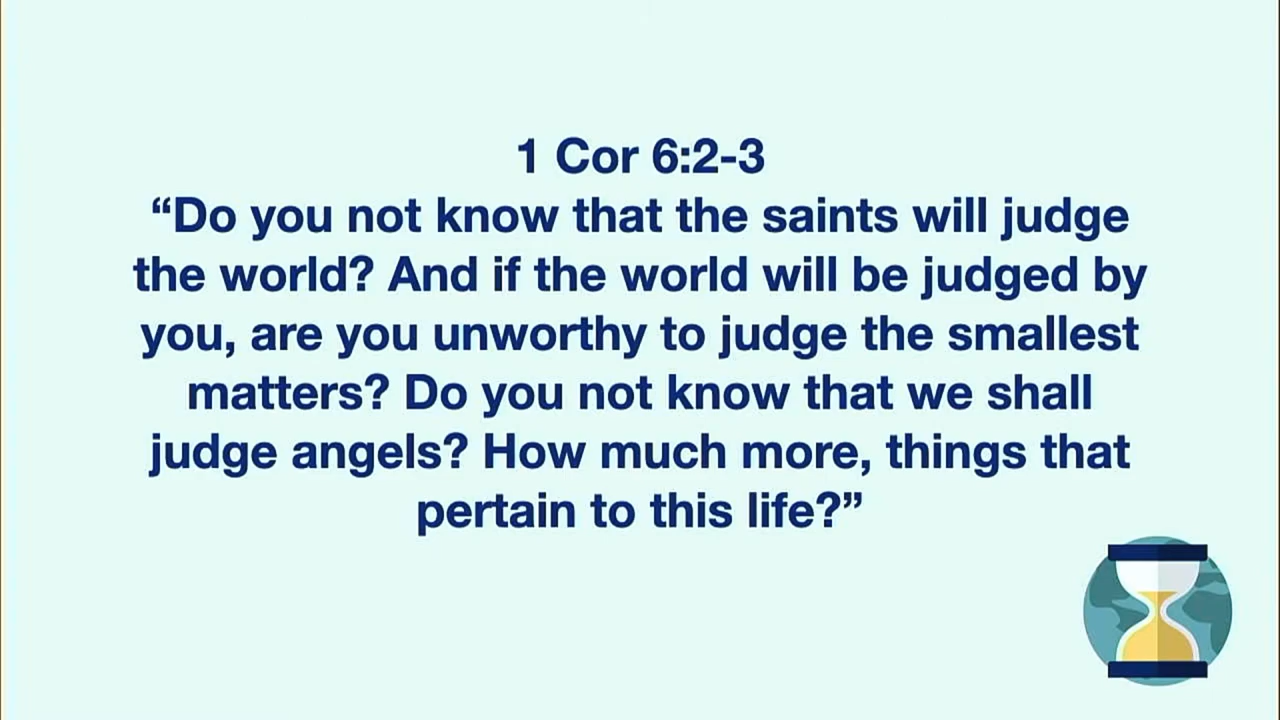 1 Cor 6:2-3
“Do you not know that the saints will judge
the world? And if the world will be judged by
you, are you unworthy to judge the smallest
matters? Do you not know that we shall
judge angels? How much more, things that
pertain to this life?”